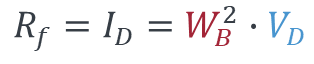 R_f = I_D = W_B^2 · V_D